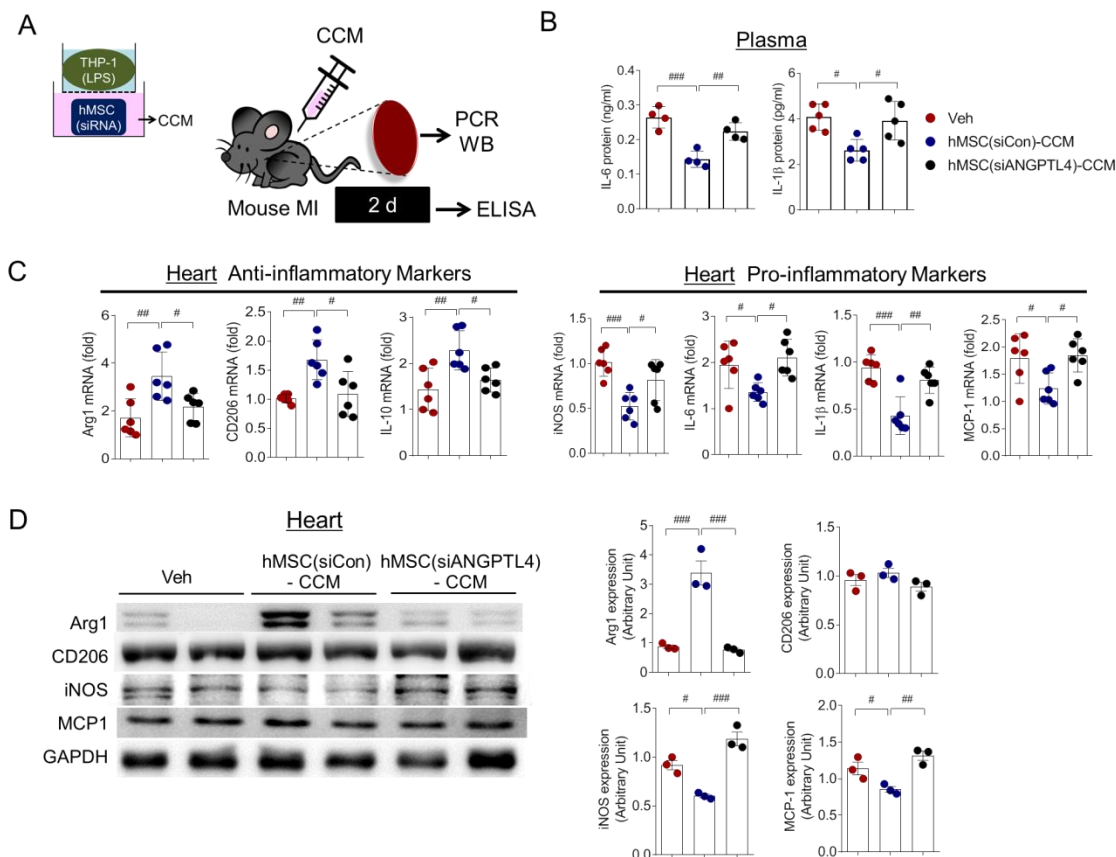 A
THP-1
(LPS)
hMSC
(siRNA)
CCM
CCM
PCR
WB
Mouse MI
2 d
ELISA
B
Plasma
IL-6 protein (ng/ml)
0.4
0.3
0.2
0.1
0.0
###
##
IL-1β protein (pg/ml)
6
4
2
0
#
#
Veh
hMSC(siCon)-CCM
hMSC(siANGPTL4)-CCM
C
Heart Anti-inflammatory Markers
Arg1 mRNA (fold)
6
4
2
0
##
#
CD206 mRNA (fold)
2.5
2.0
1.5
1.0
0.5
0.0
##
#
IL-10 mRNA (fold)
3
2
1
0
##
#
Heart Pro-inflammatory Markers
iNOS mRNA (fold)
1.5
1.0
0.5
0.0
###
#
IL-6 mRNA (fold)
3
2
1
0
#
#
IL-1β mRNA (fold)
1.5
1.0
0.5
0.0
###
##
MCP-1 mRNA (fold)
2.5
2.0
1.5
1.0
0.5
0.0
#
#
D
Heart
Veh
hMSC(siCon)
- CCM
hMSC(siANGPTL4)
- CCM
Arg1
CD206
iNOS
MCP1
GAPDH
Arg1 expression
(Arbitrary Unit)
5
4
3
2
1
0
###
###
CD206 expression
(Arbitrary Unit)
1.5
1.0
0.5
0.0
iNOS expression
(Arbitrary Unit)
1.5
1.0
0.5
0.0
#
###
MCP-1 expression
(Arbitrary Unit)
2.0
1.5
1.0
0.5
0.0
#
##